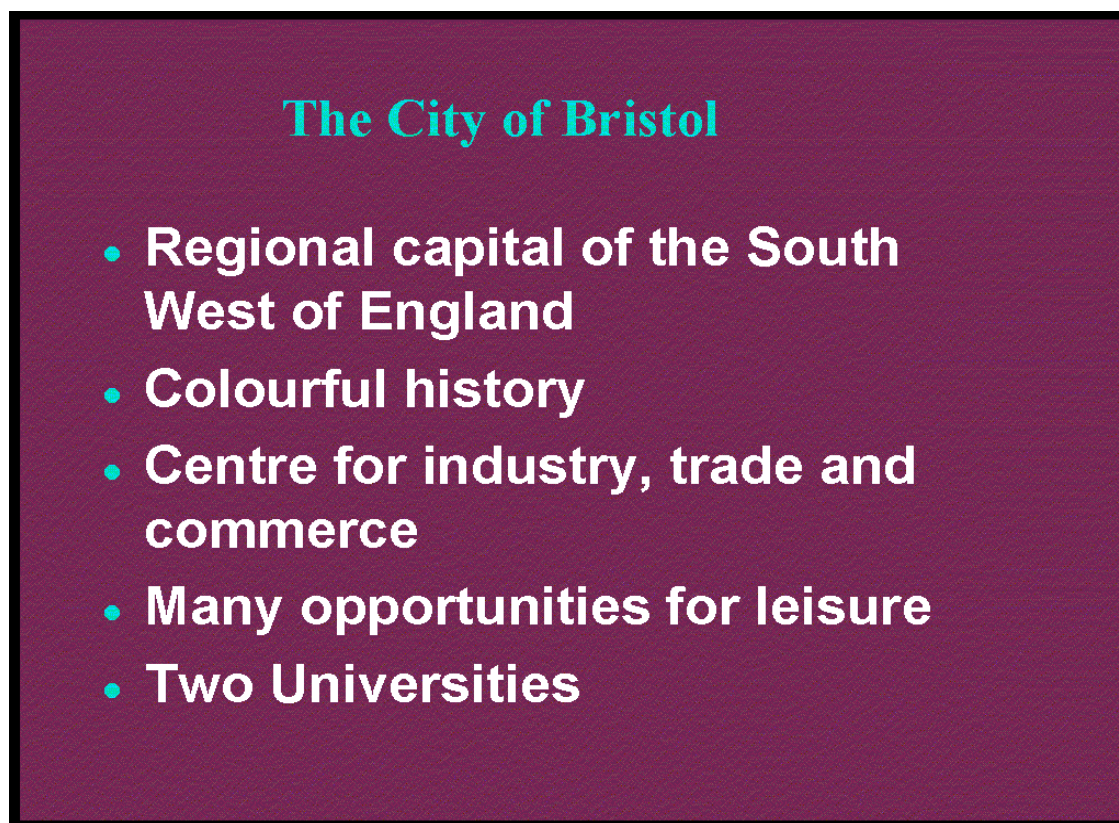 The City of Bristol
• Regional capital of the South
West of England
• Colourful history
• Centre for industry, trade and
commerce
• Many opportunities for leisure
• Two Universities